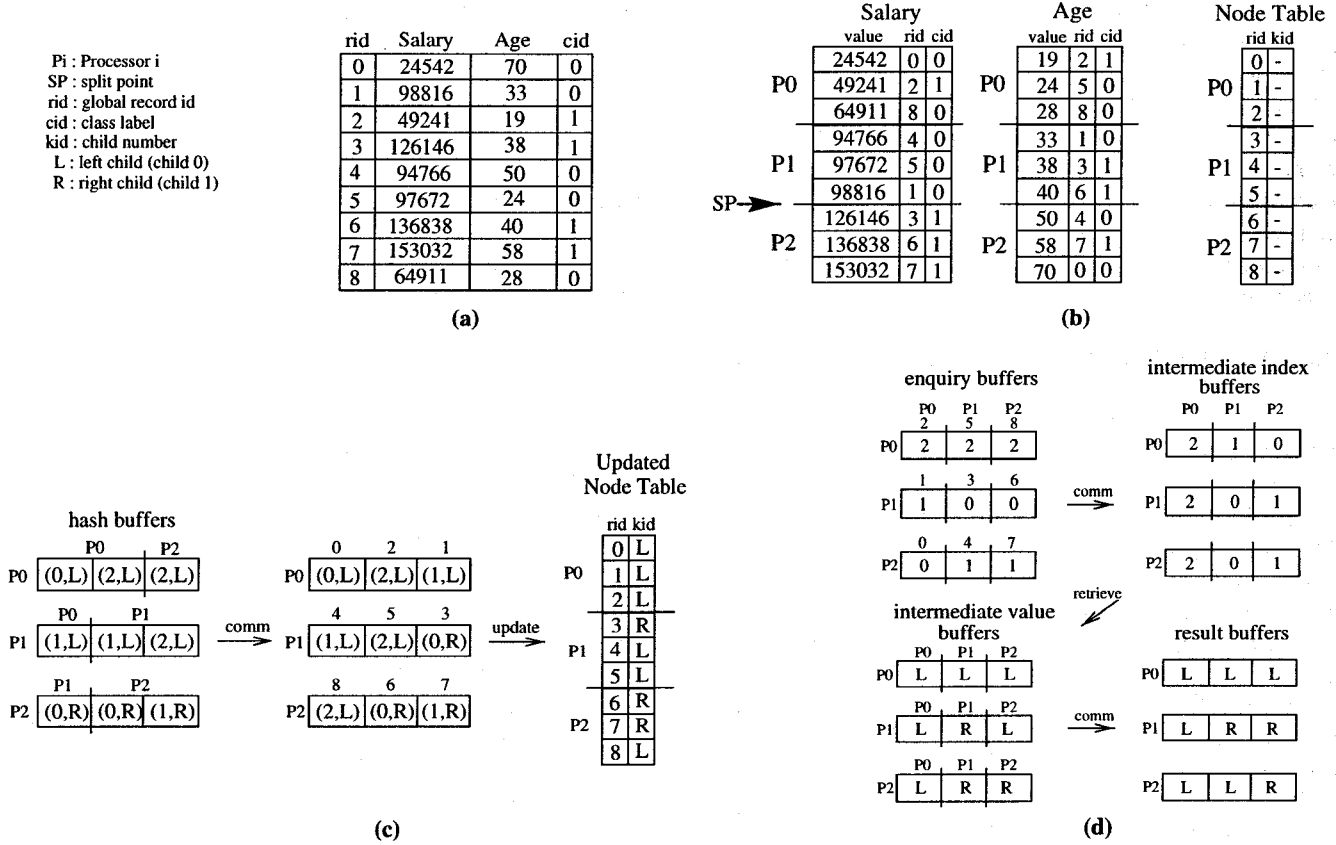 Pi : Processor i
SP : split point
rid : global record id
cid : class label
kid : child number
L : left child (child 0)
R : right child (child 1)
rid Salary Age cid
0 24542 70 0
1 98816 33 0
2 49241 19 1
3 126146 38 1
4 94766 50 0
5 97672 24 0
6 136838 40 1
7 153032 58 1
8 64911 28 0
(a)
Salary Age Node Table
value rid cid value rid cid rid kid
24542 0 0 19 2 1 0 -
P0 49241 2 1 P0 24 5 0 P0 1 -
64911 8 0 28 8 0 2 -
94766 4 0 33 1 0 3 -
P1 97672 5 0 P1 38 3 1 P1 4 -
98816 1 0 40 6 1 5 -
SP
126146 3 1 50 4 0 6 -
P2 136838 6 1 P2 58 7 1 P2 7 -
153032 7 1 70 0 0 8 -
(b)
hash buffers
P0 P2
P0 (0,L) (2,L) (2,L)
P0 P1
P1 (1,L) (1,L) (2,L)
P1 P2
P2 (0,R) (0,R) (1,R)
comm
0 2 1
P0 (0,L) (2,L) (1,L)
4 5 3
P1 (1,L) (2,L) (0,R)
8 6 7
P2 (2,L) (0,R) (1,R)
update
Updated
Node Table
rid kid
0 L
P0 1 L
2 L
3 R
P1 4 L
5 L
6 R
P2 7 R
8 L
(c)
enquiry buffers
P0 P1 P2
2 5 8
P0 2 2 2
1 3 6
P1 1 0 0
0 4 7
P2 0 1 1
comm
intermediate index
buffers
P0 P1 P2
P0 2 1 0
P1 2 0 1
P2 2 0 1
retrieve
intermediate value
buffers
P0 P1 P2
P0 L L L
P0 P1 P2
P1 L R L
P0 P1 P2
P2 L R R
comm
result buffers
P0 L L L
P1 L R R
P2 L L R
(d)